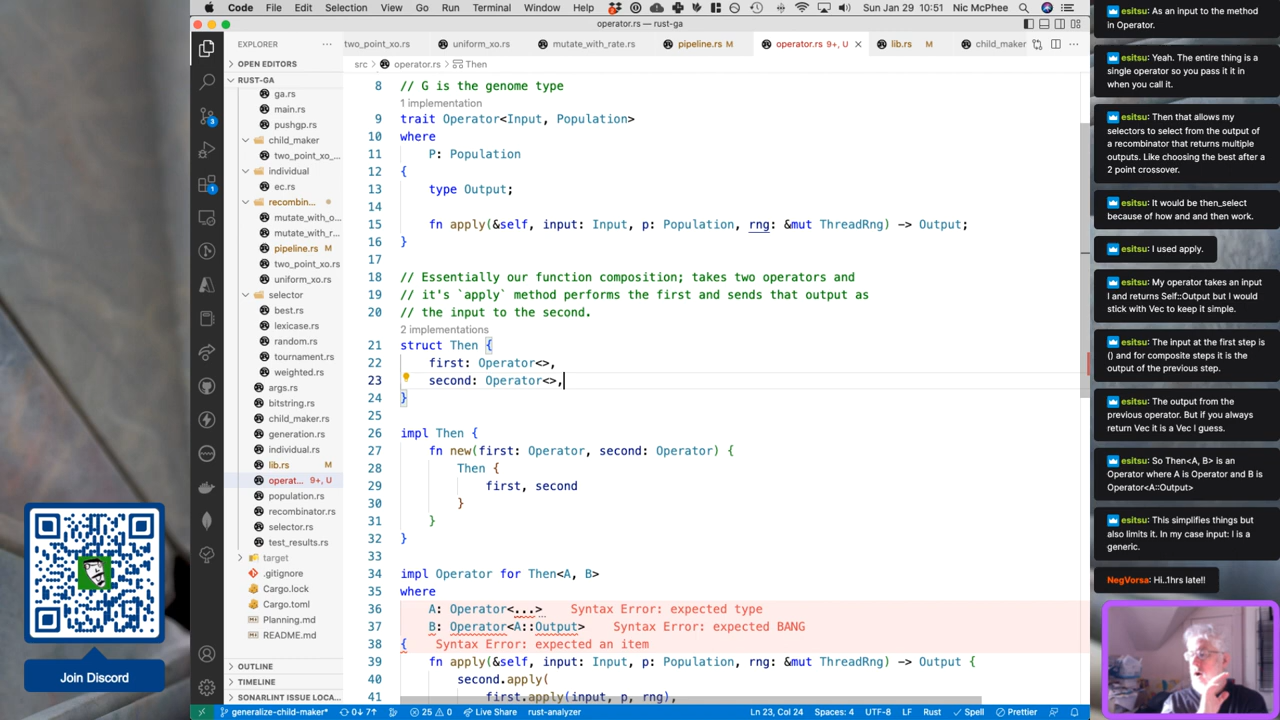 Code File Edit Selection View Go Run Terminal Window Help Sun Jan 29 10:51 Nic McPhee
operator.rs — rust-ga
EXPLORER
OPEN EDITORS
RUST-GA
ga.rs
main.rs
pushgp.rs
child_maker
two_point_xo_...
individual
ec.rs
recombin...
mutate_with_o...
mutate_with_r...
pipeline.rs M
two_point_xo.rs
uniform_xo.rs
selector
best.rs
lexicase.rs
random.rs
tournament.rs
weighted.rs
args.rs
bitstring.rs
child_maker.rs
generation.rs
individual.rs
lib.rs M
operat... 9+, U
population.rs
recombinator.rs
selector.rs
test_results.rs
target
.gitignore
Cargo.lock
Cargo.toml
Planning.md
README.md
OUTLINE
TIMELINE
SONARLINT ISSUE LOCA...
two_point_xo.rs uniform_xo.rs mutate_with_rate.rs pipeline.rs M operator.rs 9+, U lib.rs M child_maker
src > operator.rs > Then
8 // G is the genome type
1 implementation
9 trait Operator<Input, Population>
10 where
11 P: Population
12 {
13 type Output;
14
15 fn apply(&self, input: Input, p: Population, rng: &mut ThreadRng) -> Output;
16 }
17
18 // Essentially our function composition; takes two operators and
19 // it's `apply` method performs the first and sends that output as
20 // the input to the second.
2 implementations
21 struct Then {
22 first: Operator<>,
23 second: Operator<>,
24 }
25
26 impl Then {
27 fn new(first: Operator, second: Operator) {
28 Then {
29 first, second
30 }
31 }
32 }
33
34 impl Operator for Then<A, B>
35 where
36 A: Operator<...> Syntax Error: expected type
37 B: Operator<A::Output> Syntax Error: expected BANG
38 { Syntax Error: expected an item
39 fn apply(&self, input: Input, p: Population, rng: &mut ThreadRng) -> Output {
40 second.apply(
41 first.apply(input, p, rng),
generalize-child-maker* 0↓ 7↑ 25 0 Live Share rust-analyzer Ln 23, Col 24 Spaces: 4 UTF-8 LF Rust Spell Prettier
Join Discord
esitsu: As an input to the method
in Operator.
esitsu: Yeah. The entire thing is a
single operator so you pass it it in
when you call it.
esitsu: Then that allows my
selectors to select from the output of
a recombinator that returns multiple
outputs. Like choosing the best after a
2 point crossover.
esitsu: It would be then_select
because of how and and then work.
esitsu: I used apply.
esitsu: My operator takes an input
I and returns Self::Output but I would
stick with Vec to keep it simple.
esitsu: The input at the first step is
() and for composite steps it is the
output of the previous step.
esitsu: The output from the
previous operator. But if you always
return Vec it is a Vec I guess.
esitsu: So Then<A, B> is an
Operator where A is Operator and B is
Operator<A::Output>
esitsu: This simplifies things but
also limits it. In my case input: I is a
generic.
NegVorsa: Hi..1hrs late!!